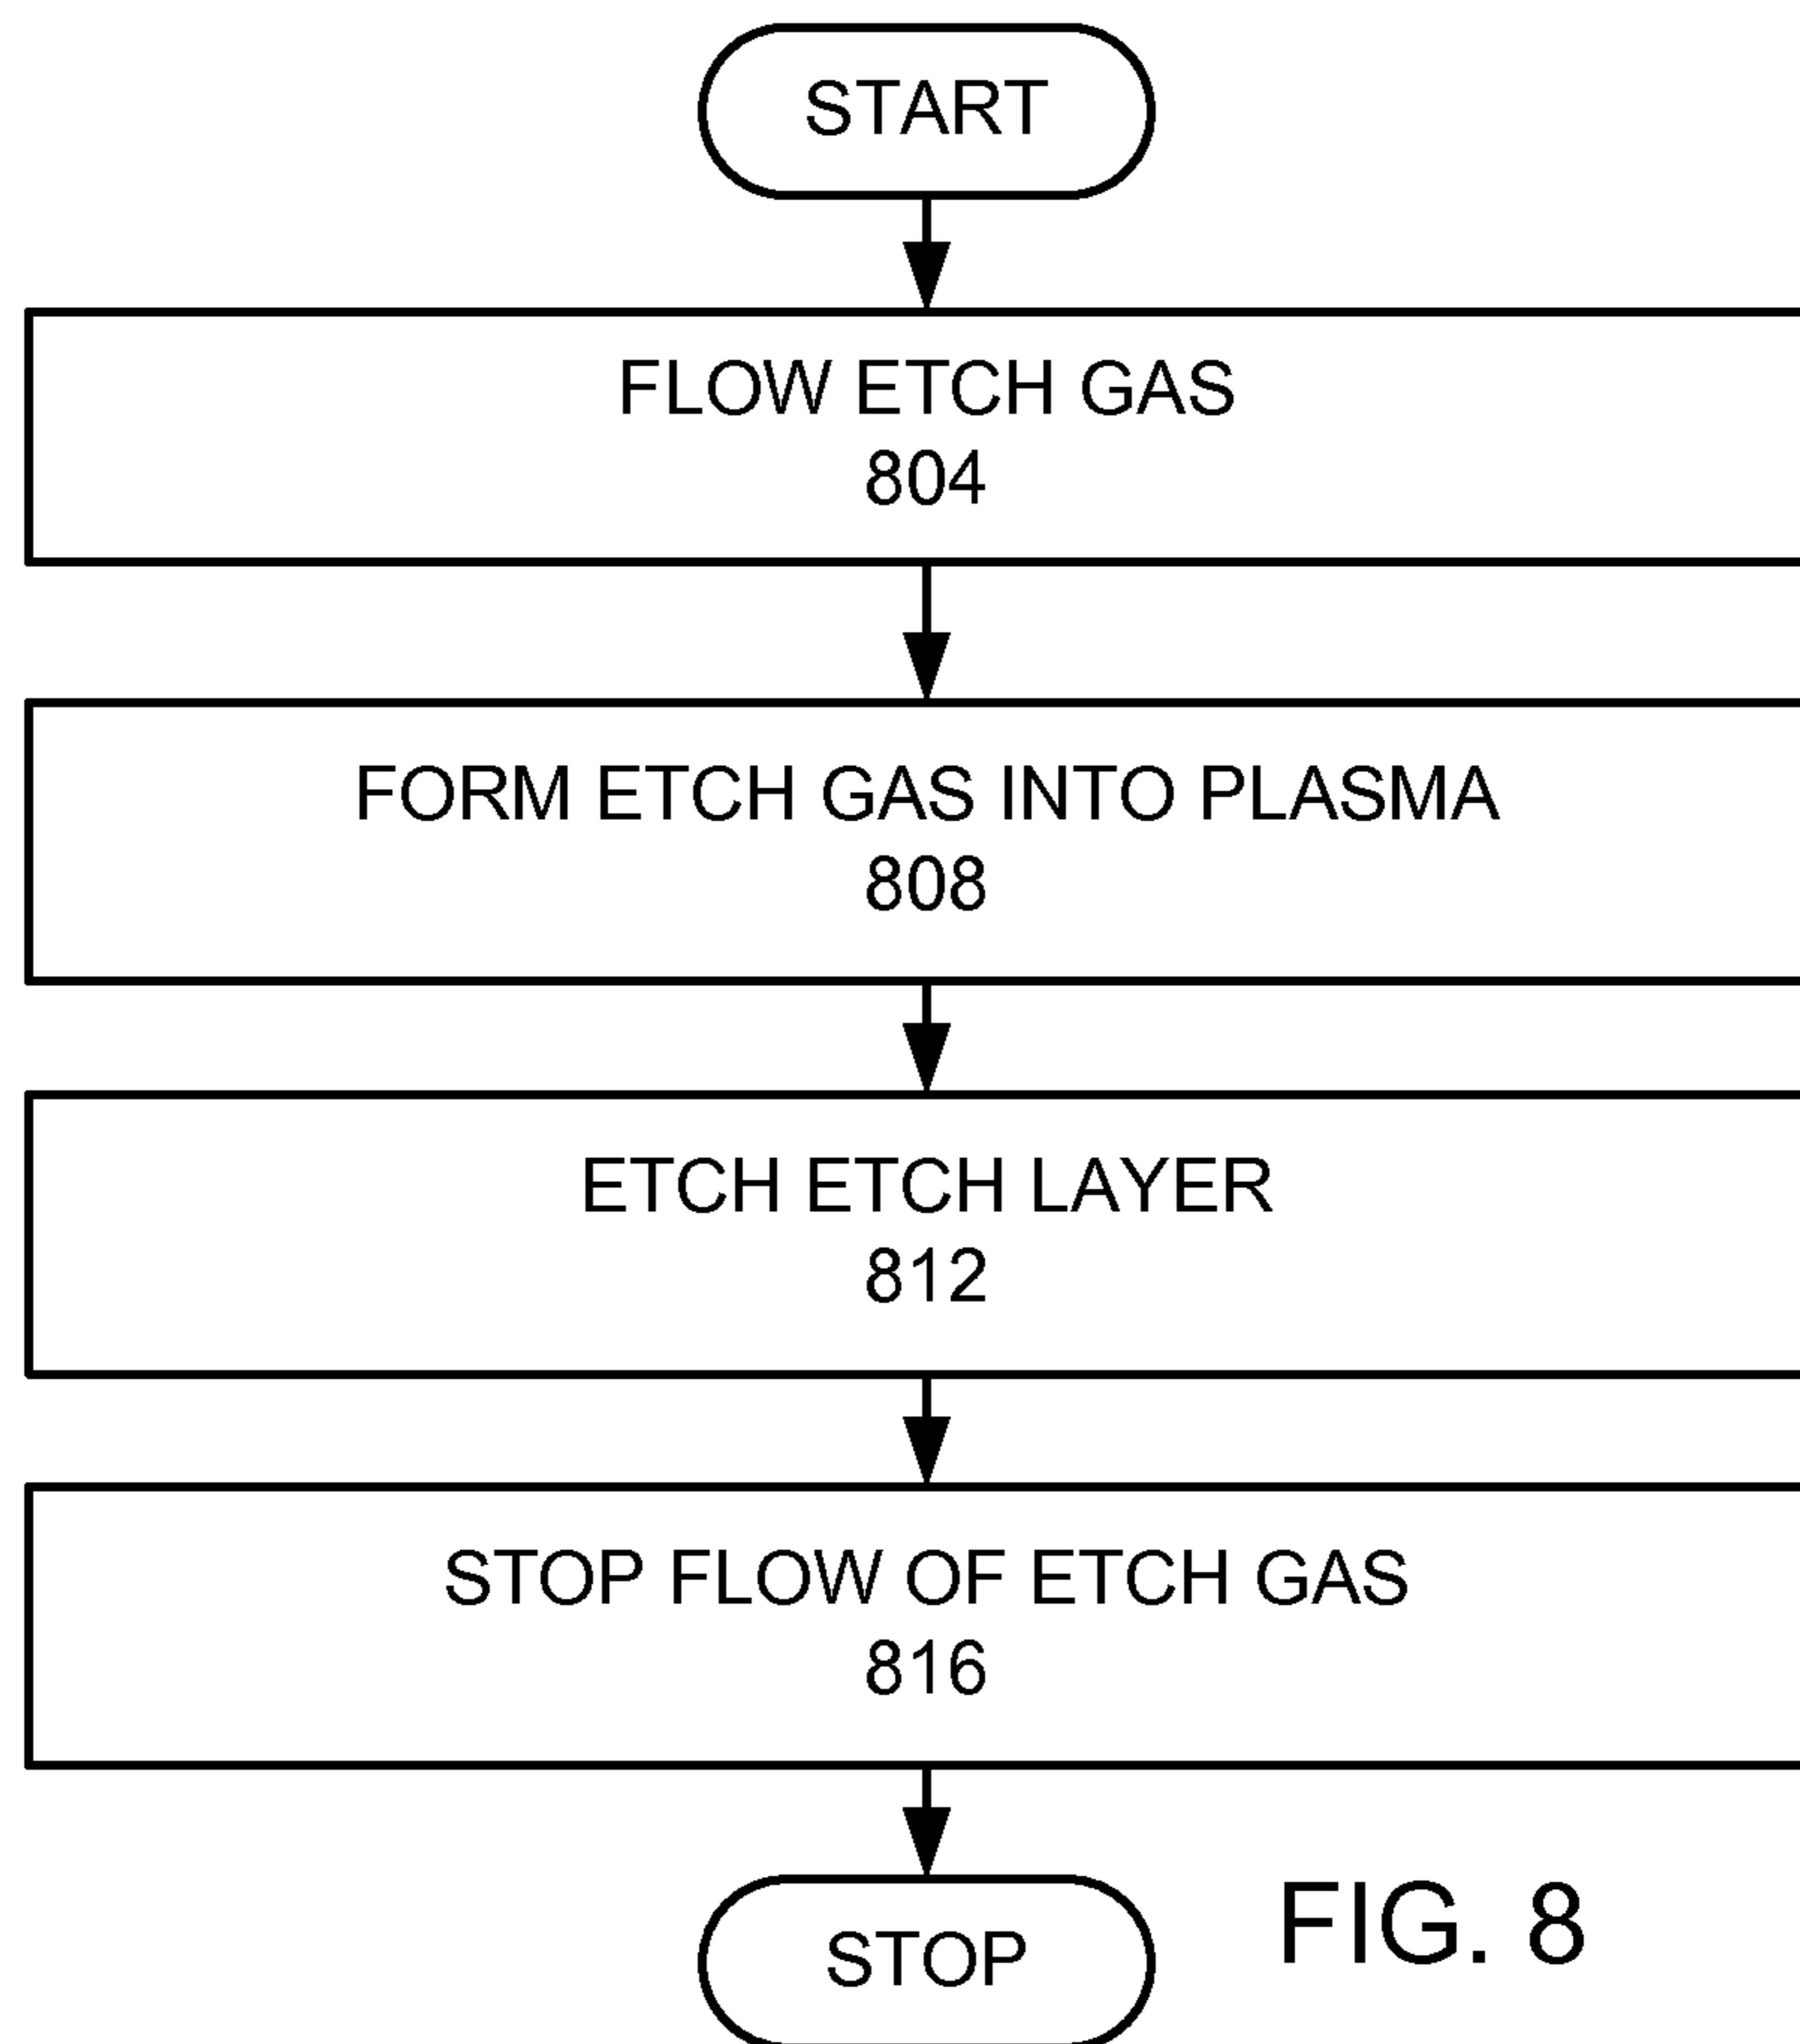 START
FLOW ETCH GAS
804
FORM ETCH GAS INTO PLASMA
808
ETCH ETCH LAYER
812
STOP FLOW OF ETCH GAS
816
STOP
FIG. 8